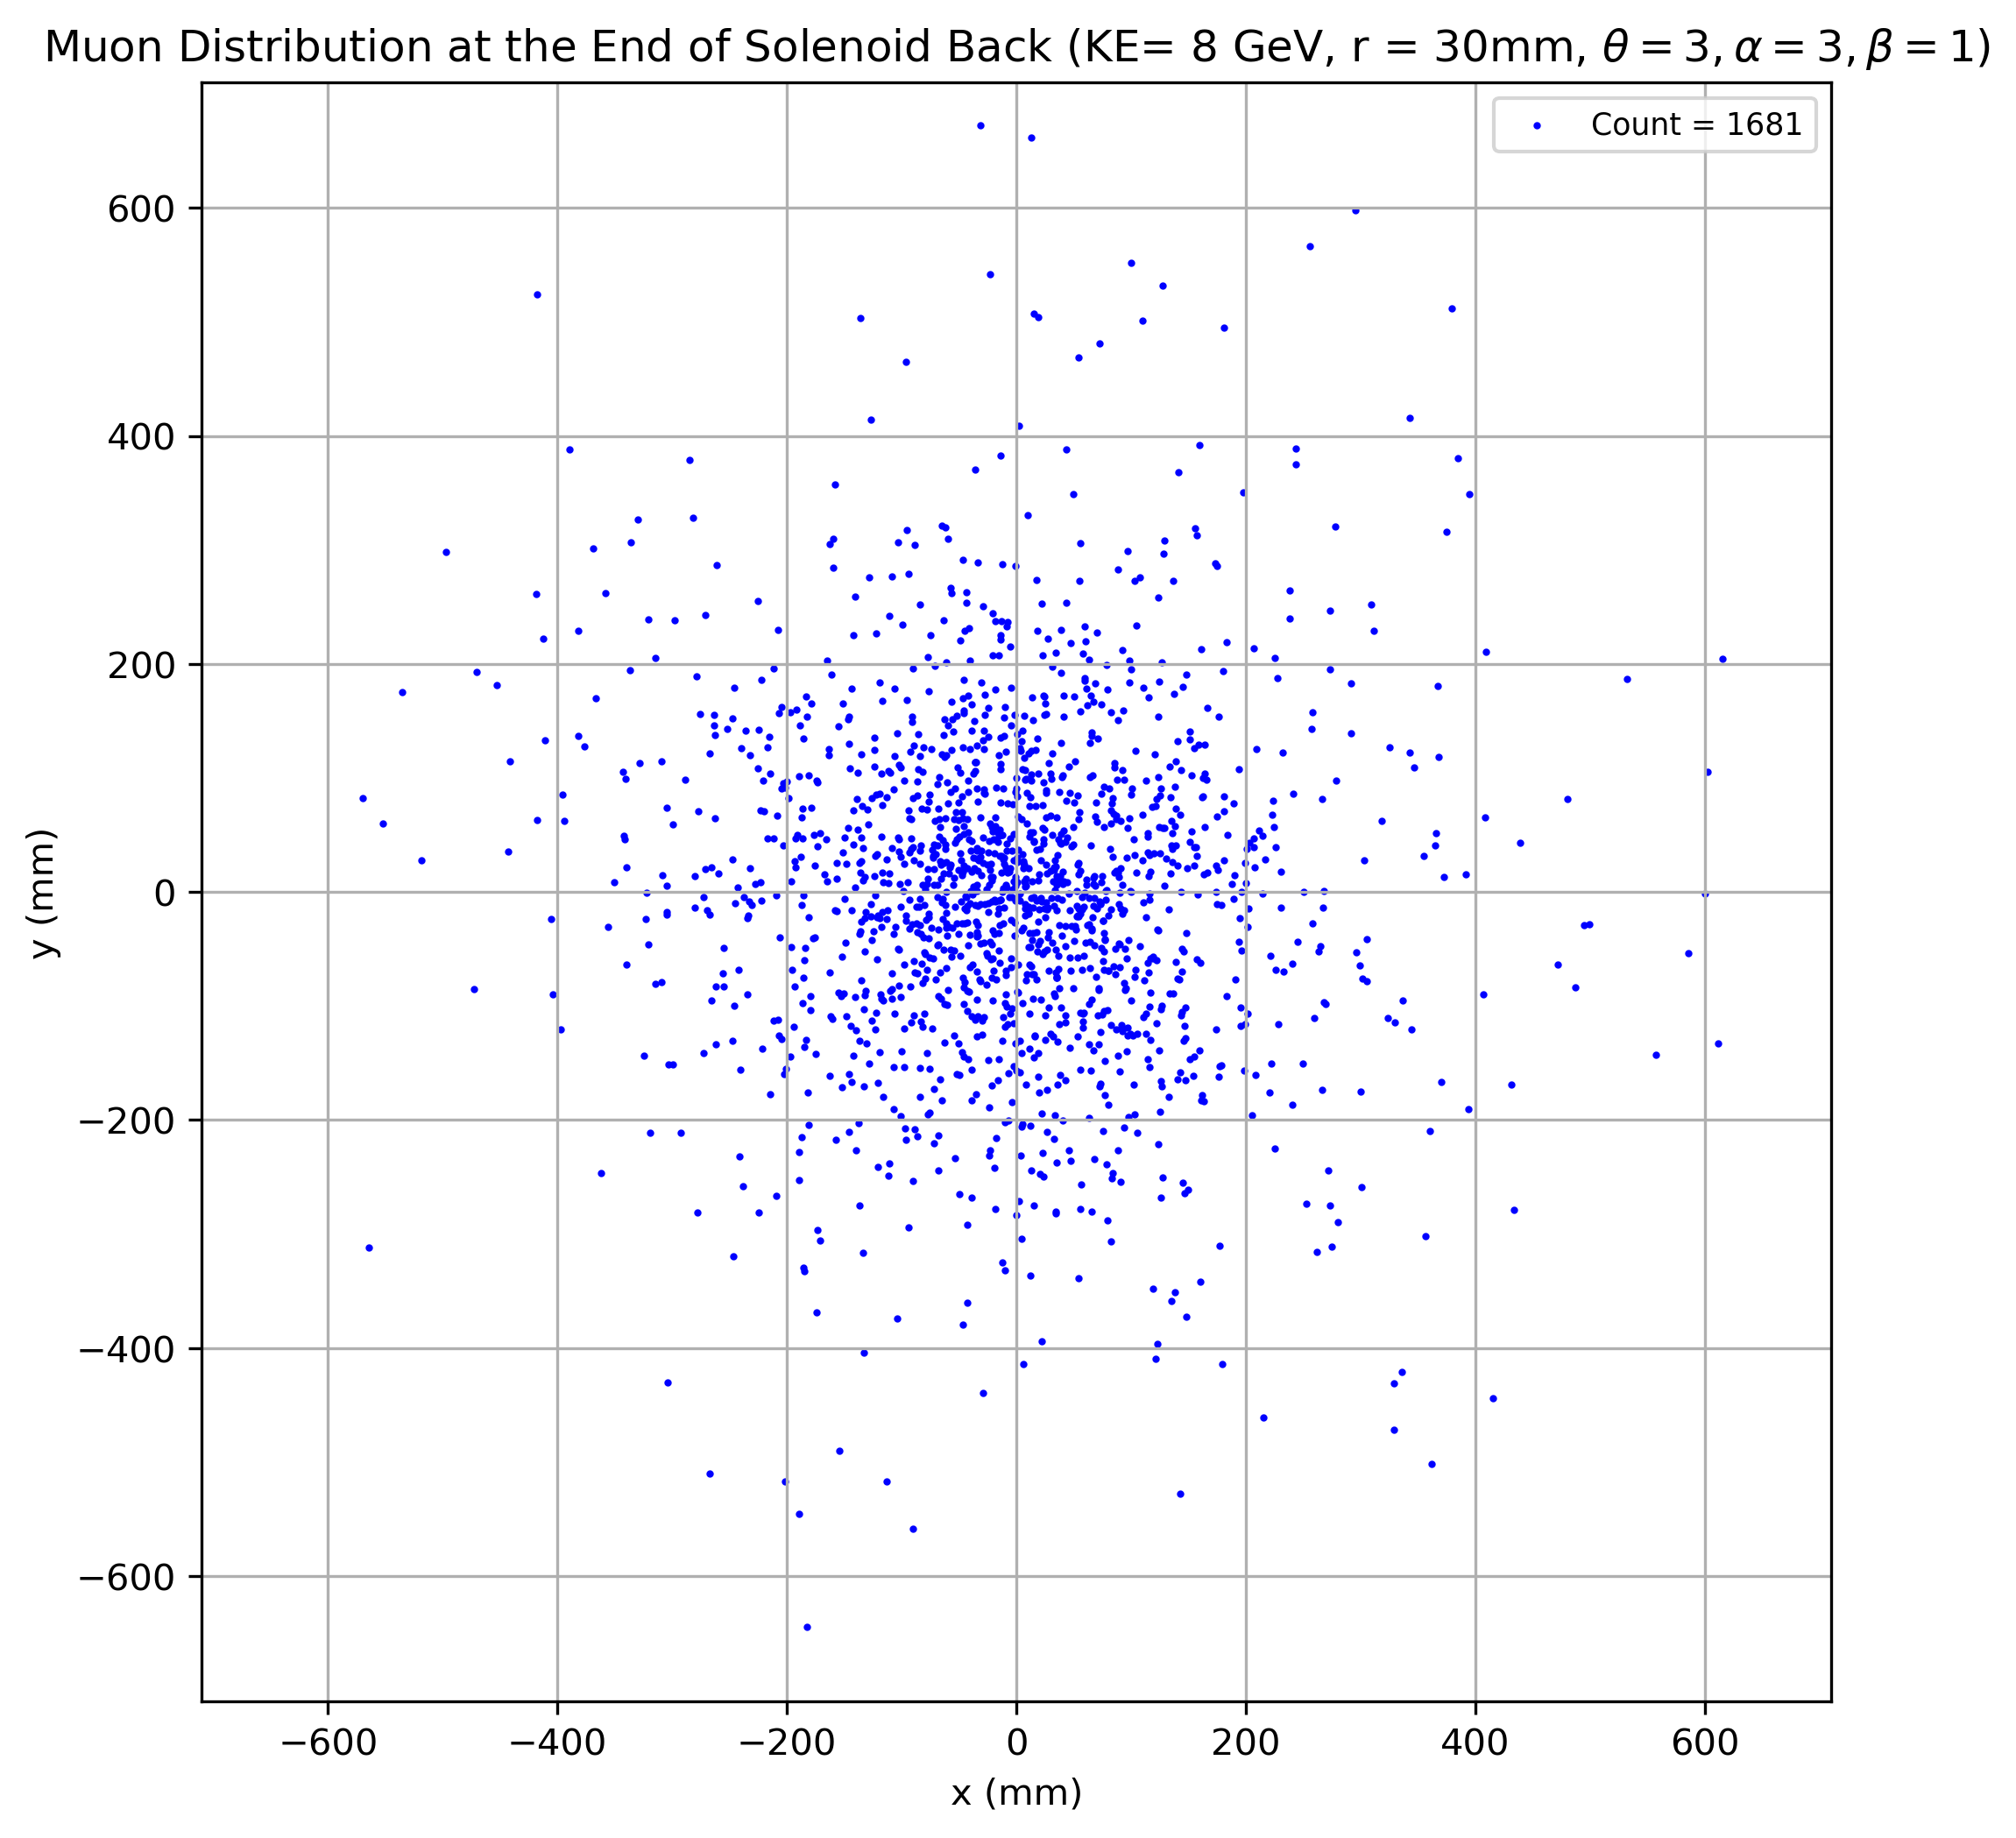 Muon Distribution at the End of Solenoid Back (KE= 8 GeV, r = 30mm, θ = 3, α = 3, β = 1)
Count = 1681
600
400
200
0
−200
−400
−600
y (mm)
−600 −400 −200 0 200 400 600
x (mm)